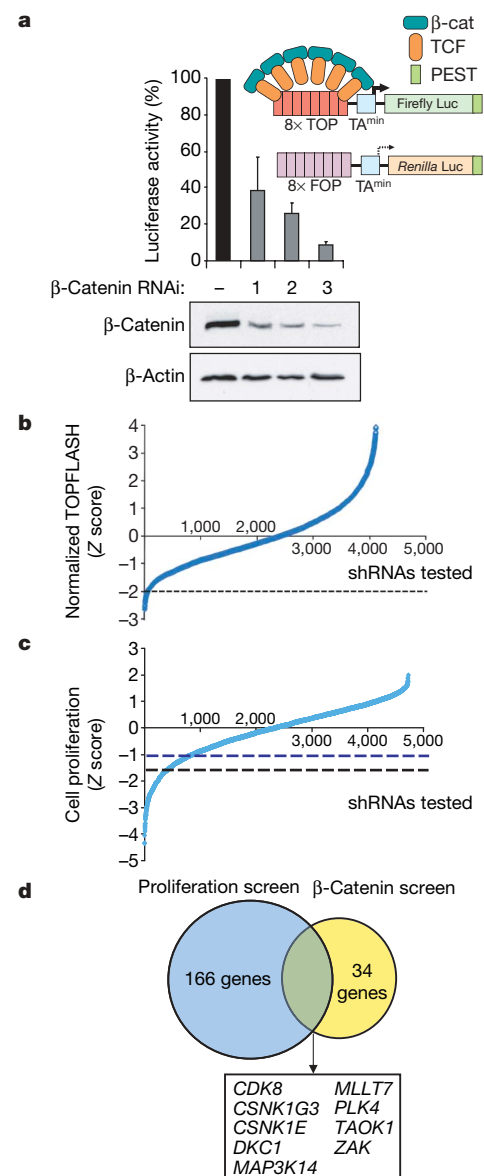 a
β-cat
TCF
PEST
8× TOP
TAmin
Firefly Luc
8× FOP
TAmin
Renilla Luc
Luciferase activity (%)
100
80
60
40
20
0
β-Catenin RNAi: – 1 2 3
β-Catenin
β-Actin
b
Normalized TOPFLASH
(Z score)
4
3
2
1
0
−1
−2
−3
1,000 2,000 3,000 4,000 5,000
shRNAs tested
c
Cell proliferation
(Z score)
3
2
1
0
−1
−2
−3
−4
−5
1,000 2,000 3,000 4,000 5,000
shRNAs tested
d
Proliferation screen β-Catenin screen
166 genes
34
genes
CDK8 MLLT7
CSNK1G3 PLK4
CSNK1E TAOK1
DKC1 ZAK
MAP3K14